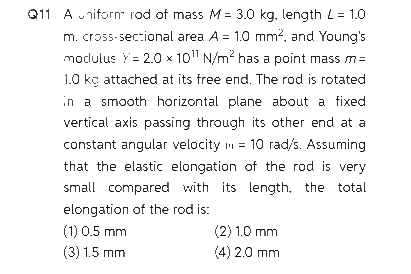 Q11 A uniform rod of mass M = 3.0 kg, length L = 1.0
m, cross-sectional area A = 1.0 mm², and Young's
modulus Y = 2.0 × 10¹¹ N/m² has a point mass m =
1.0 kg attached at its free end. The rod is rotated
in a smooth horizontal plane about a fixed
vertical axis passing through its other end at a
constant angular velocity ω = 10 rad/s. Assuming
that the elastic elongation of the rod is very
small compared with its length, the total
elongation of the rod is:
(1) 0.5 mm (2) 1.0 mm
(3) 1.5 mm (4) 2.0 mm